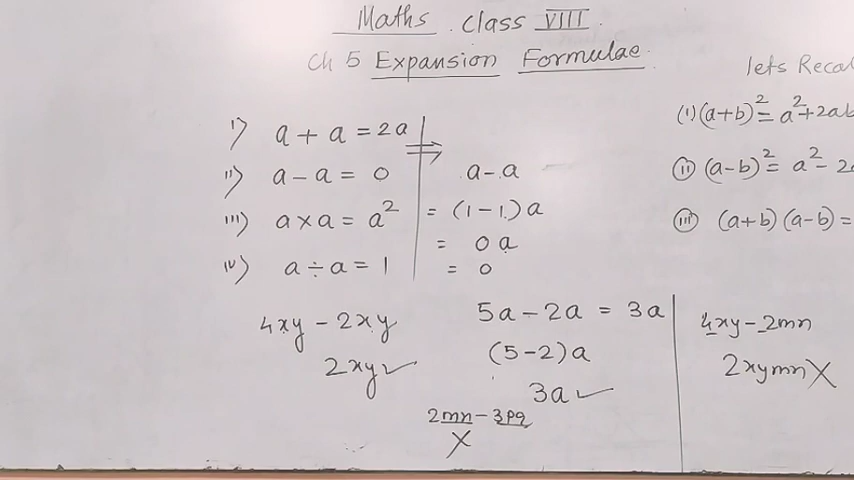 Maths. Class VIII.
Ch 5 Expansion Formulae.
i) a + a = 2a
ii) a - a = 0
iii) a × a = a²
iv) a ÷ a = 1
⇒
a - a
= (1-1)a
= 0a
= 0
lets Recal
(i) (a+b)² = a²+2ab
(ii) (a-b)² = a² - 2
(iii) (a+b)(a-b) =
4xy - 2xy
2xy ✓
5a - 2a = 3a
(5-2)a
3a ✓
2mn - 3pq
X
4xy - 2mn
2xymn X